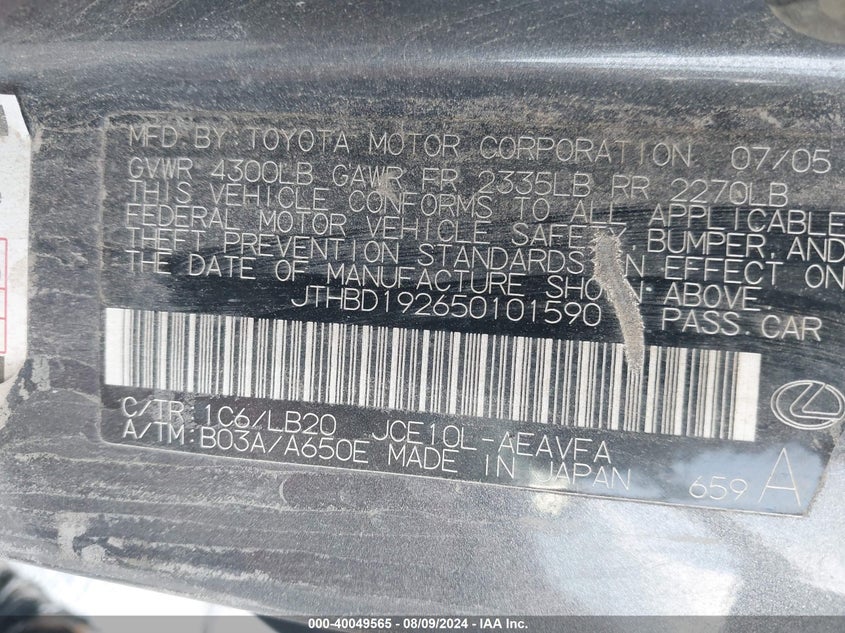 MFD.BY:TOYOTA MOTOR CORPORATION 07/05
GVWR 4300LB GAWR FR 2335LB RR 2270LB
THIS VEHICLE CONFORMS TO ALL APPLICABLE
FEDERAL MOTOR VEHICLE SAFETY, BUMPER, AND
THEFT PREVENTION STANDARDS IN EFFECT ON
THE DATE OF MANUFACTURE SHOWN ABOVE.
JTHBD192650101590 PASS.CAR
C/TR:1C6/LB20 JCE10L-AEAVFA
A/TM:B03A/A650E MADE IN JAPAN 659 A
000-40049565 - 08/09/2024 - IAA Inc.